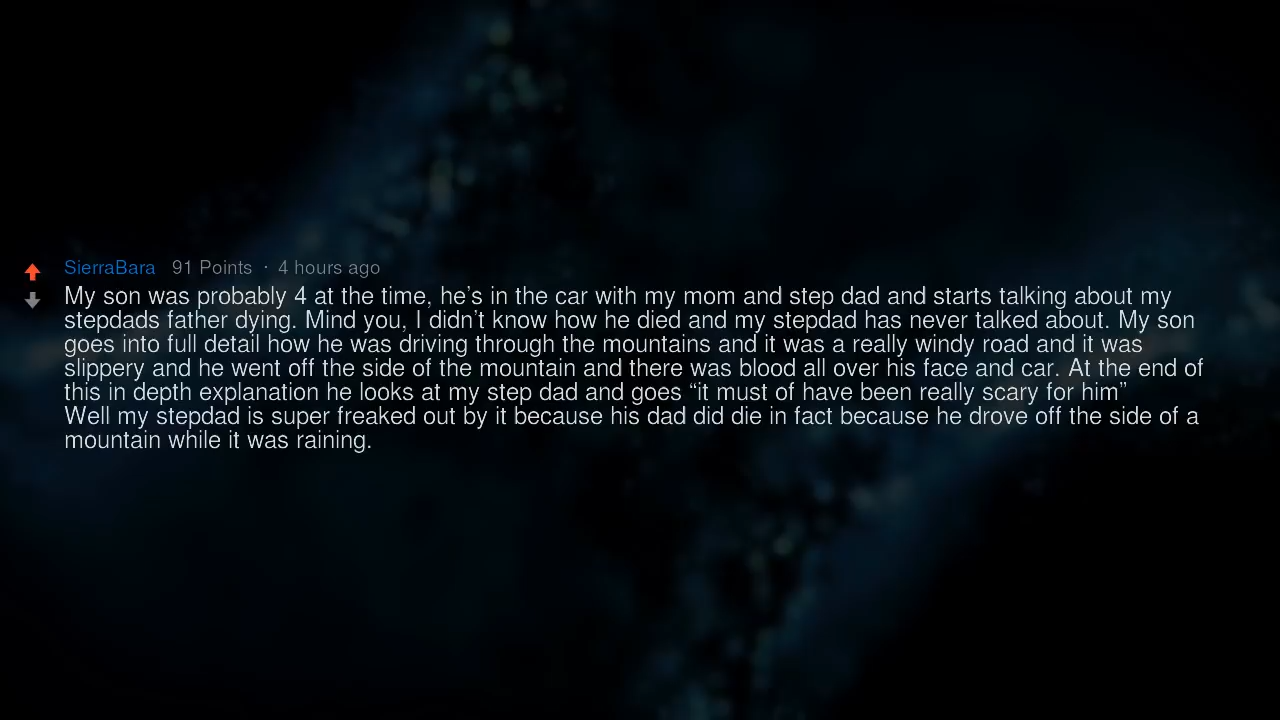 SierraBara 91 Points · 4 hours ago
My son was probably 4 at the time, he's in the car with my mom and step dad and starts talking about my
stepdads father dying. Mind you, I didn't know how he died and my stepdad has never talked about. My son
goes into full detail how he was driving through the mountains and it was a really windy road and it was
slippery and he went off the side of the mountain and there was blood all over his face and car. At the end of
this in depth explanation he looks at my step dad and goes “it must of have been really scary for him”
Well my stepdad is super freaked out by it because his dad did die in fact because he drove off the side of a
mountain while it was raining.